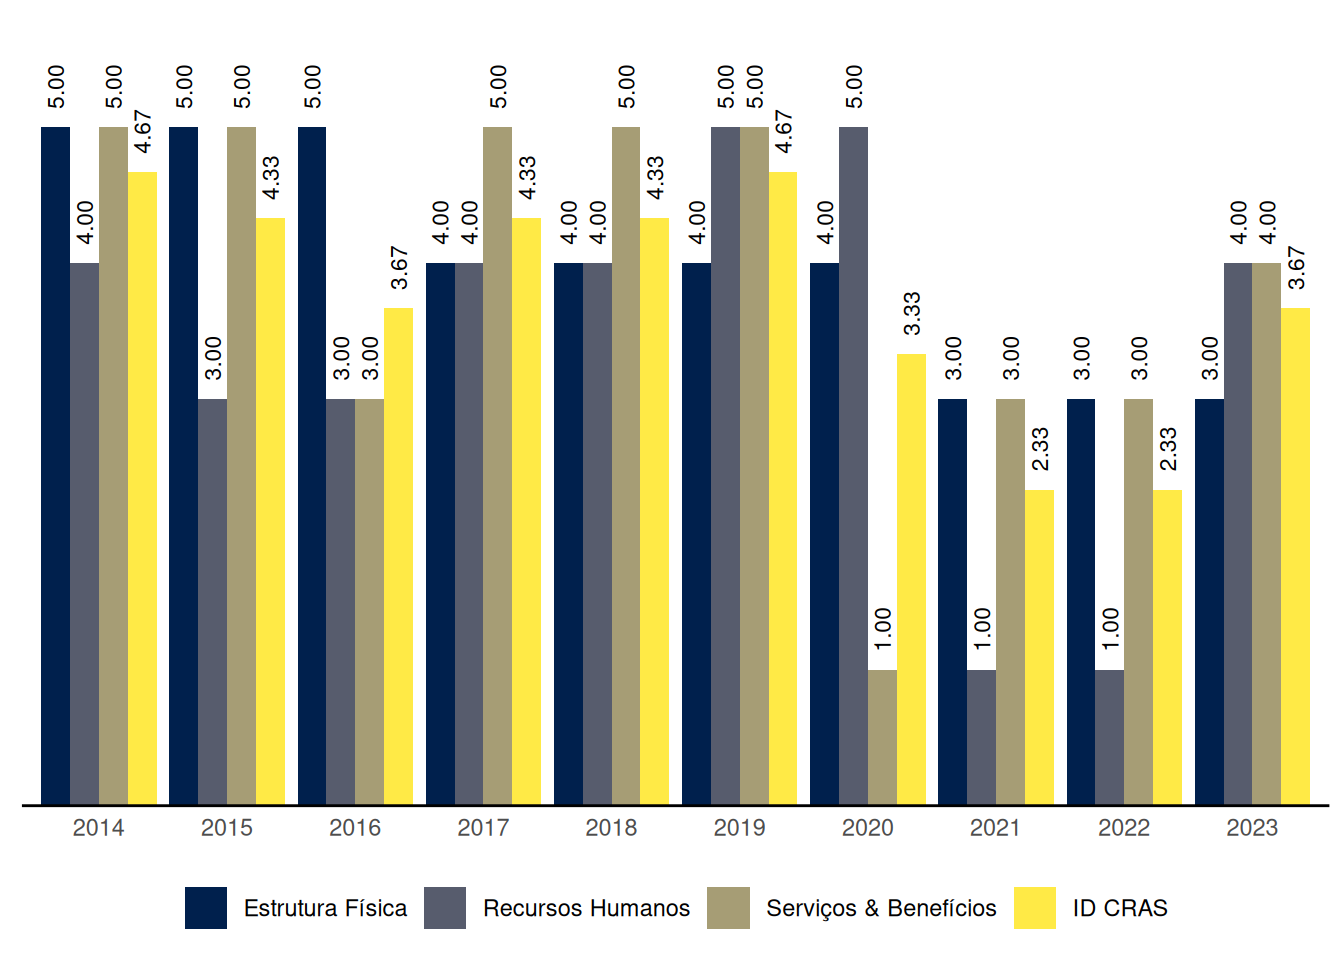 5.00 4.00 5.00 4.67 5.00 3.00 5.00 4.33 5.00 3.00 3.00 3.67 4.00 4.00 5.00 4.33 4.00 4.00 5.00 4.33 4.00 5.00 5.00 4.67 4.00 5.00 1.00 3.33 3.00 1.00 3.00 2.33 3.00 1.00 3.00 2.33 3.00 4.00 4.00 3.67
2014 2015 2016 2017 2018 2019 2020 2021 2022 2023
Estrutura Física Recursos Humanos Serviços & Benefícios ID CRAS